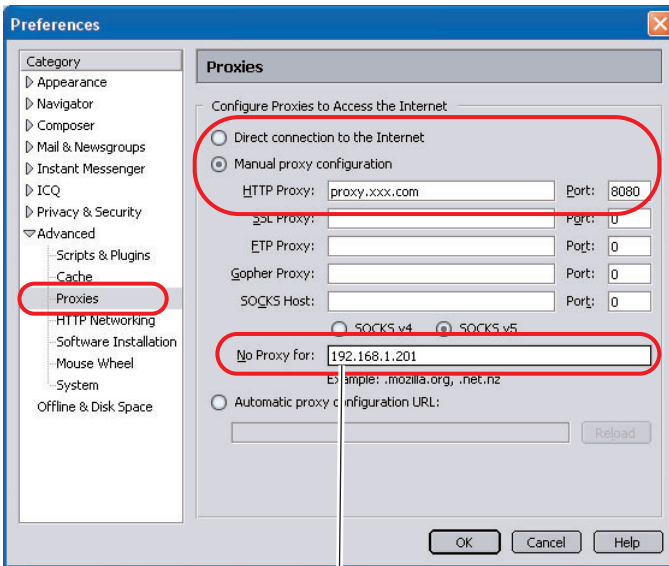 Preferences
Category
Appearance
Navigator
Composer
Mail & Newsgroups
Instant Messenger
ICQ
Privacy & Security
Advanced
Scripts & Plugins
Cache
Proxies
HTTP Networking
Software Installation
Mouse Wheel
System
Offline & Disk Space
Proxies
Configure Proxies to Access the Internet
Direct connection to the Internet
Manual proxy configuration
HTTP Proxy: proxy.xxx.com Port: 8080
SSL Proxy: Port: 0
FTP Proxy: Port: 0
Gopher Proxy: Port: 0
SOCKS Host: Port: 0
SOCKS v4 SOCKS v5
No Proxy for: 192.168.1.201
Example: .mozilla.org, .net.nz
Automatic proxy configuration URL:
Reload
OK Cancel Help